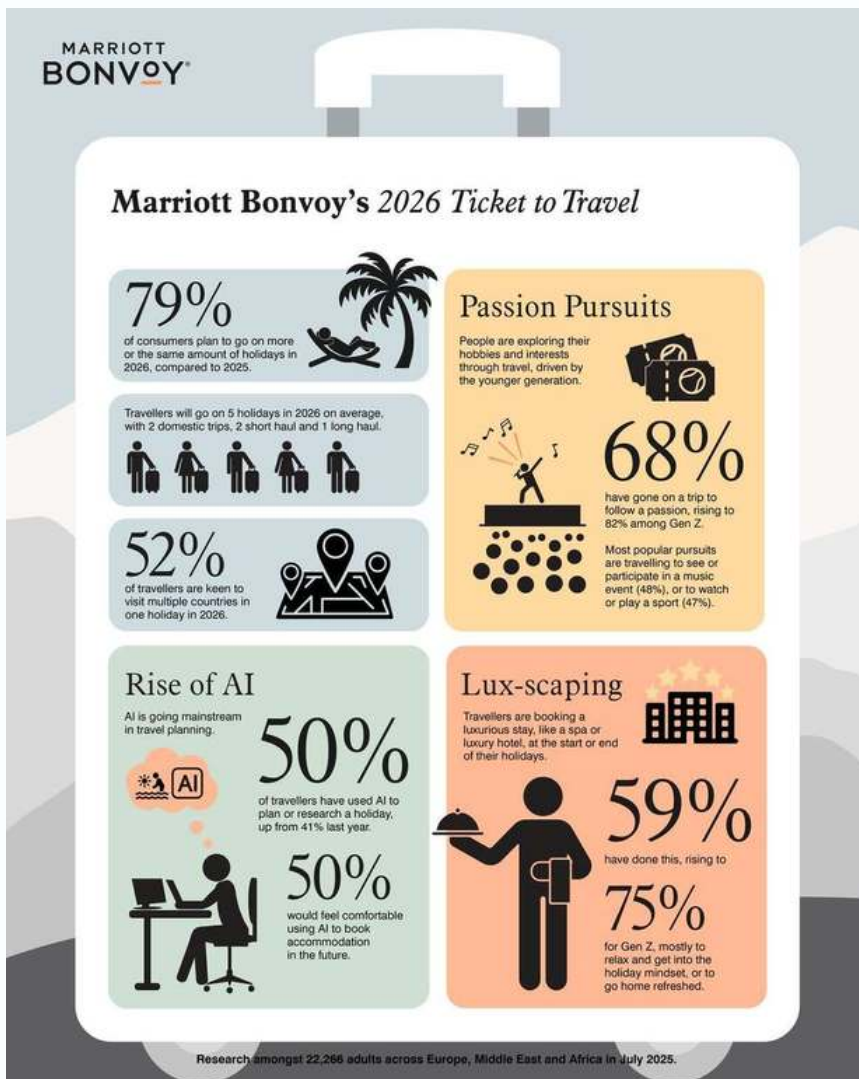 MARRIOTT
BONVOY®
Marriott Bonvoy's 2026 Ticket to Travel
79%
of consumers plan to go on more
or the same amount of holidays in
2026, compared to 2025.
Travellers will go on 5 holidays in 2026 on average,
with 2 domestic trips, 2 short haul and 1 long haul.
52%
of travellers are keen to
visit multiple countries in
one holiday in 2026.
Passion Pursuits
People are exploring their
hobbies and interests
through travel, driven by
the younger generation.
68%
have gone on a trip to
follow a passion, rising to
82% among Gen Z.
Most popular pursuits
are travelling to see or
participate in a music
event (48%), or to watch
or play a sport (47%).
Rise of AI
AI is going mainstream
in travel planning.
AI
50%
of travellers have used AI to
plan or research a holiday,
up from 41% last year.
50%
would feel comfortable
using AI to book
accommodation
in the future.
Lux-scaping
Travellers are booking a
luxurious stay, like a spa or
luxury hotel, at the start or end
of their holidays.
59%
have done this, rising to
75%
for Gen Z, mostly to
relax and get into the
holiday mindset, or to
go home refreshed.
Research amongst 22,266 adults across Europe, Middle East and Africa in July 2025.